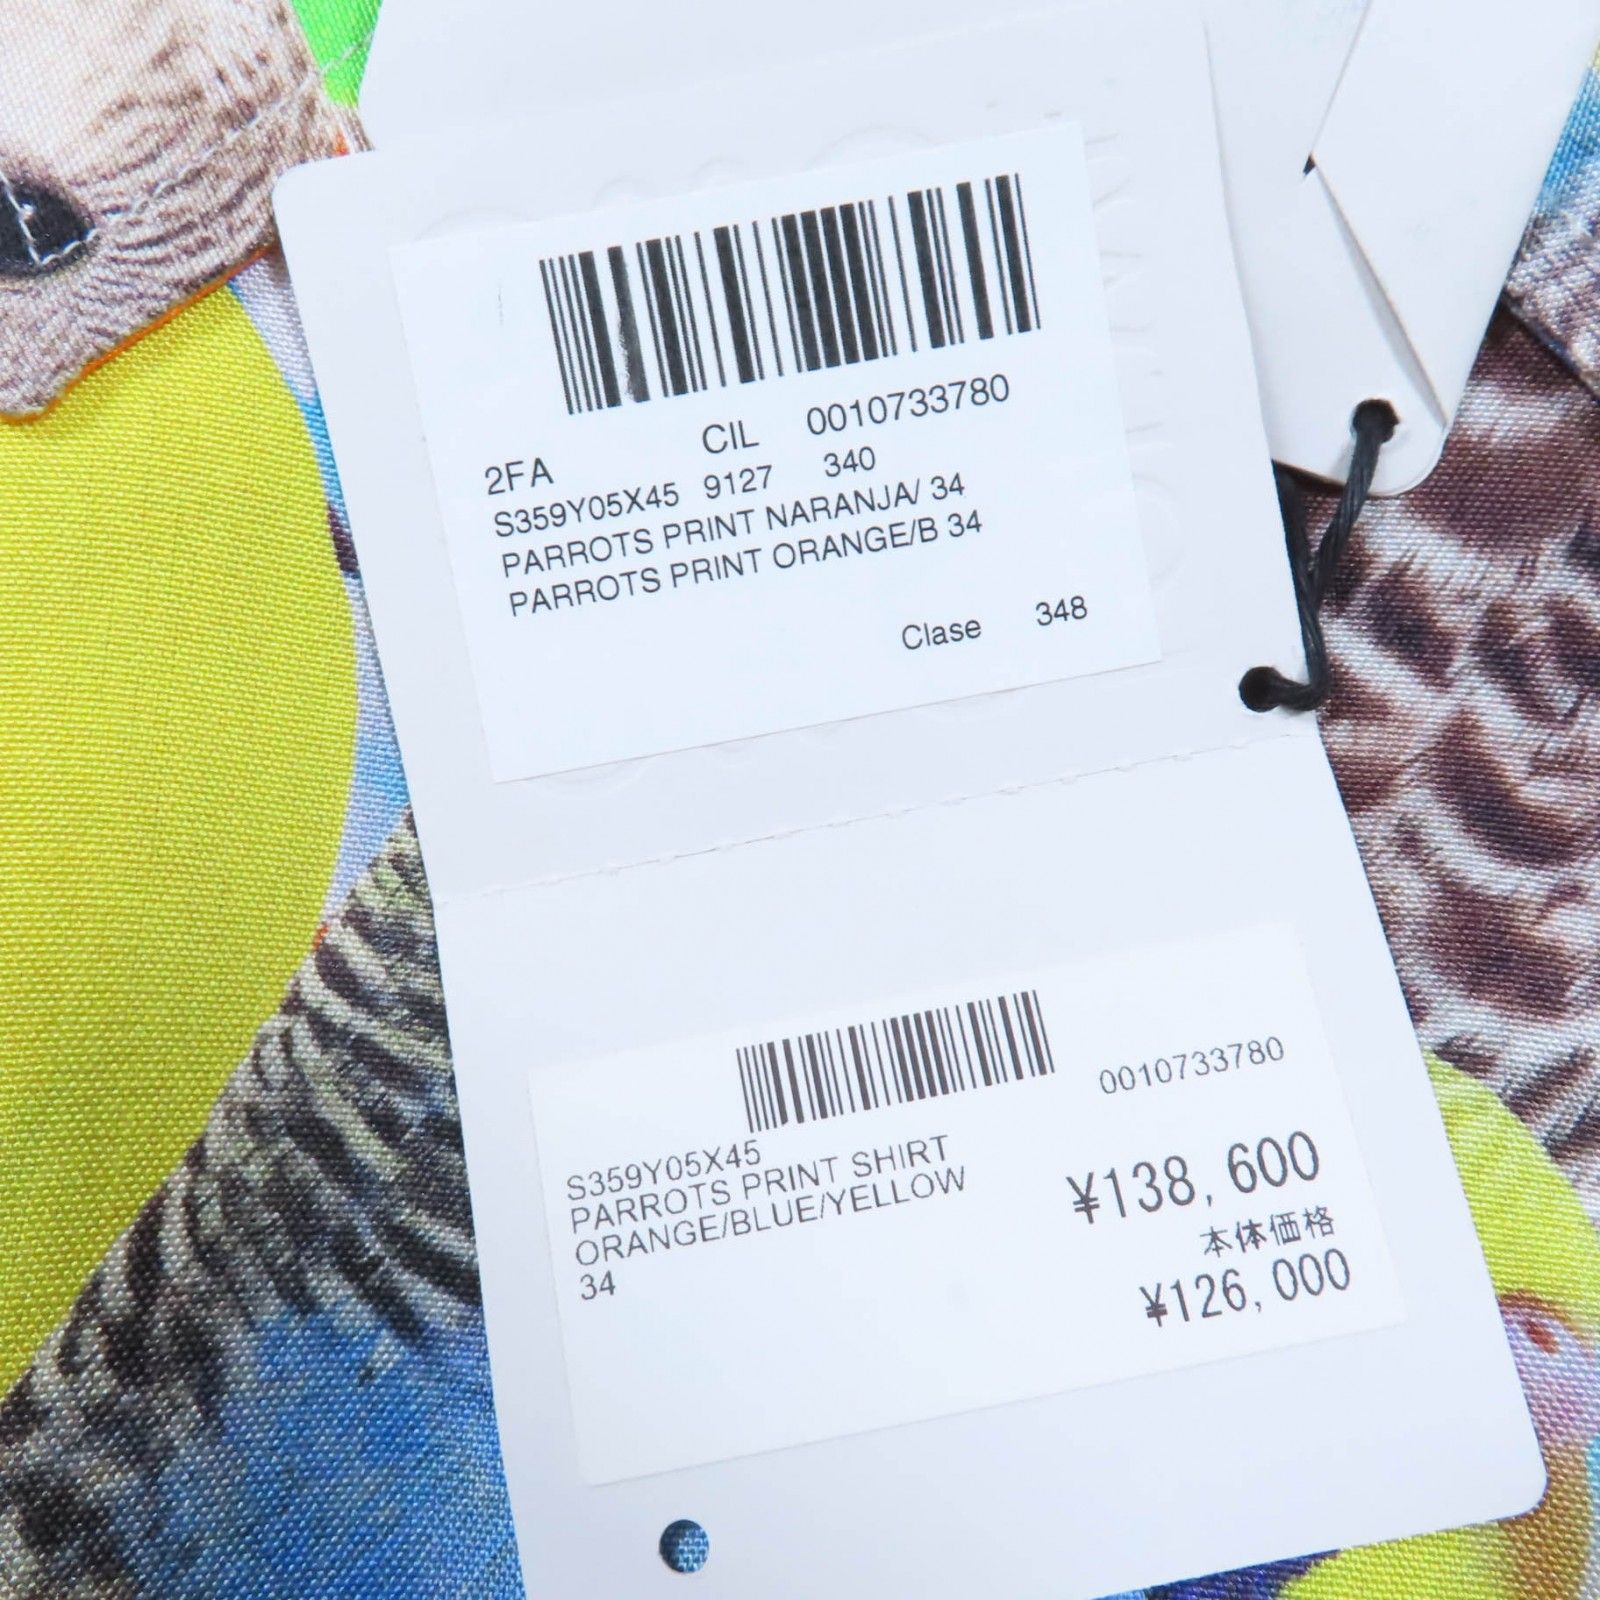 CIL 0010733780
2FA
S359Y05X45 9127 340
PARROTS PRINT NARANJA/ 34
PARROTS PRINT ORANGE/B 34
Clase 348
0010733780
S359Y05X45
PARROTS PRINT SHIRT
ORANGE/BLUE/YELLOW
34
¥138,600
本体価格
¥126,000